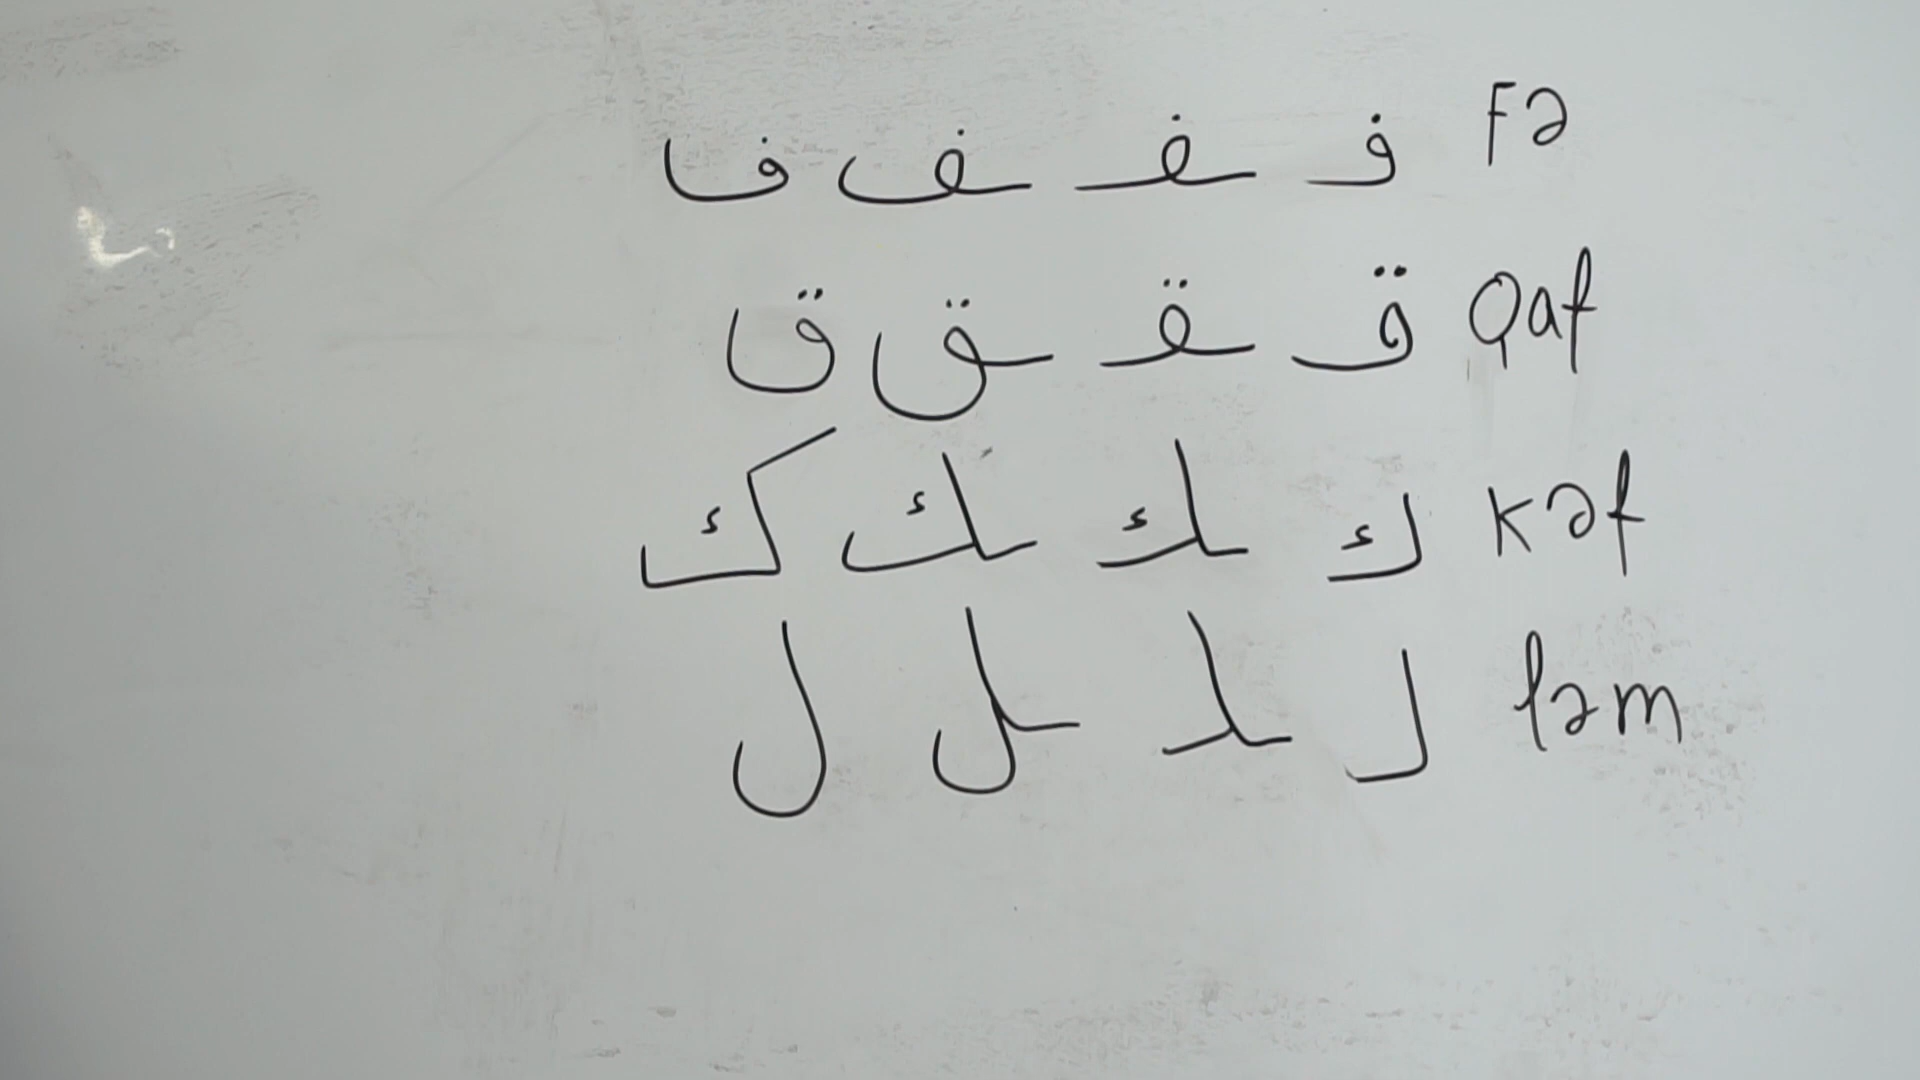 Fə فـ ـفـ ـف ف
Qaf قـ ـقـ ـق ق
Kəf كـ ـكـ ـك ك
ləm لـ ـلـ ـل ل